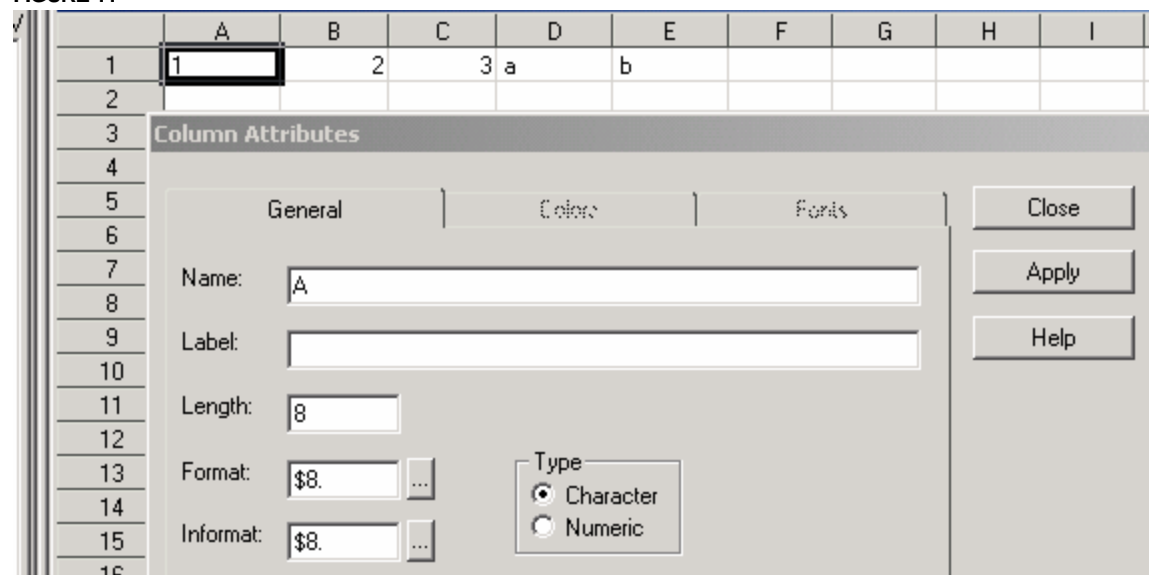 A B C D E F G H I
1 1 2 3 a b
2
3 Column Attributes
4
5 General Colors Fonts Close
6
7 Name: A Apply
8
9 Label: Help
10
11 Length: 8
12
13 Format: $8. ... Type
14 Character
15 Informat: $8. ... Numeric
16